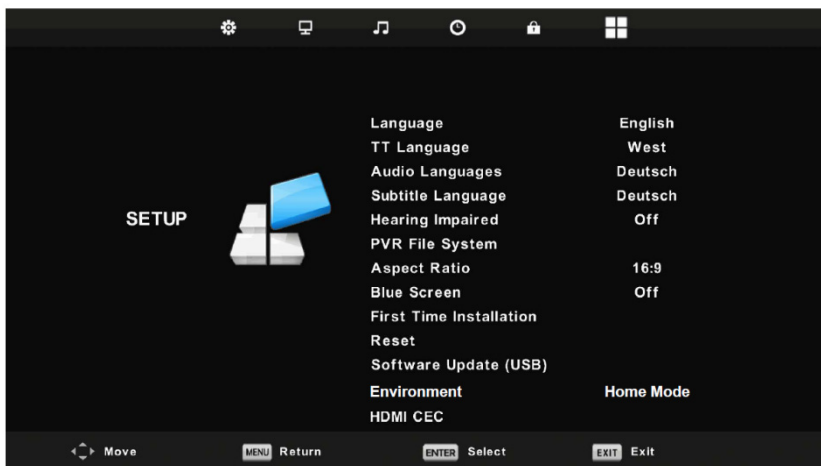 Language English
TT Language West
Audio Languages Deutsch
Subtitle Language Deutsch
SETUP
Hearing Impaired Off
PVR File System
Aspect Ratio 16:9
Blue Screen Off
First Time Installation
Reset
Software Update (USB)
Environment Home Mode
HDMI CEC
Move MENU Return ENTER Select EXIT Exit